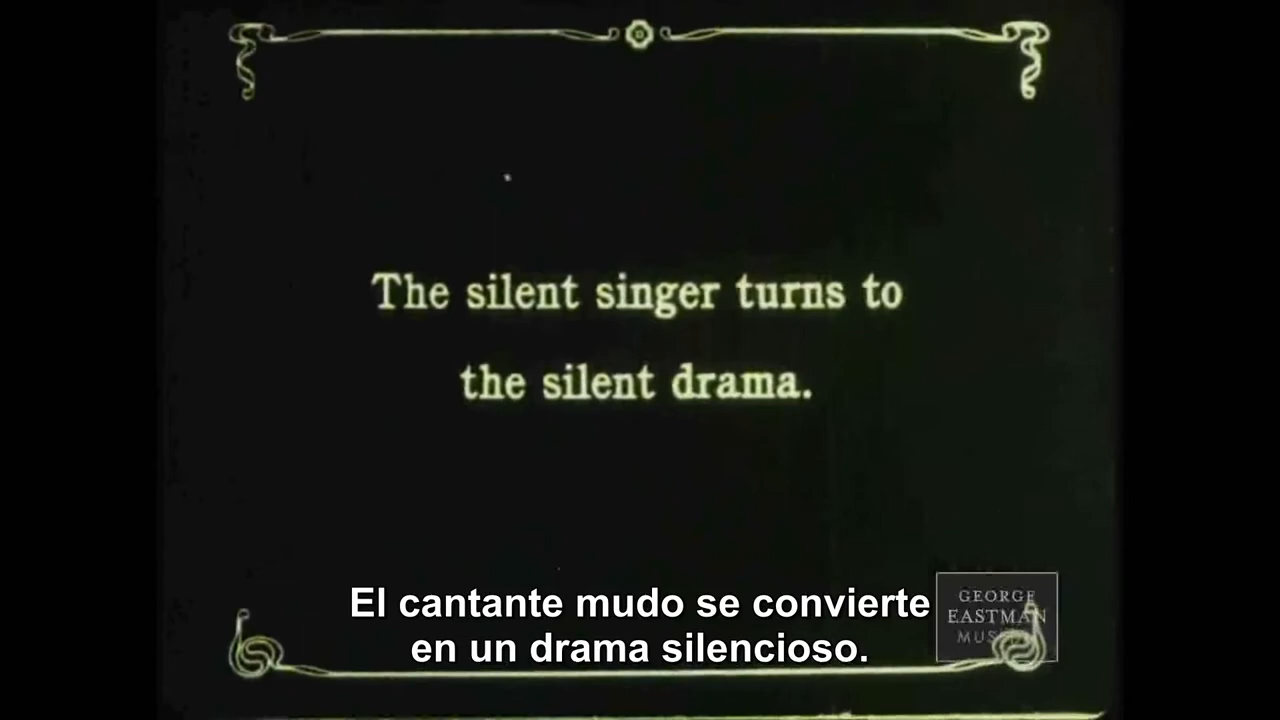 The silent singer turns to
the silent drama.
El cantante mudo se convierte
en un drama silencioso.
GEORGE
EASTMAN
MUSEUM